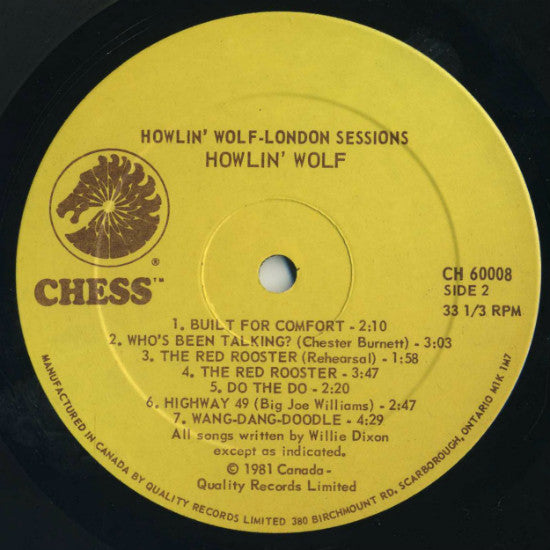 HOWLIN' WOLF-LONDON SESSIONS
HOWLIN' WOLF
®
CHESS™
CH 60008
SIDE 2
33 1/3 RPM
1. BUILT FOR COMFORT - 2:10
2. WHO'S BEEN TALKING? (Chester Burnett) - 3:03
3. THE RED ROOSTER (Rehearsal) - 1:58
4. THE RED ROOSTER - 3:47
5. DO THE DO - 2:20
6. HIGHWAY 49 (Big Joe Williams) - 2:47
7. WANG-DANG-DOODLE - 4:29
All songs written by Willie Dixon
except as indicated.
© 1981 Canada -
Quality Records Limited
MANUFACTURED IN CANADA BY QUALITY RECORDS LIMITED 380 BIRCHMOUNT RD. SCARBOROUGH, ONTARIO M1K 1M7